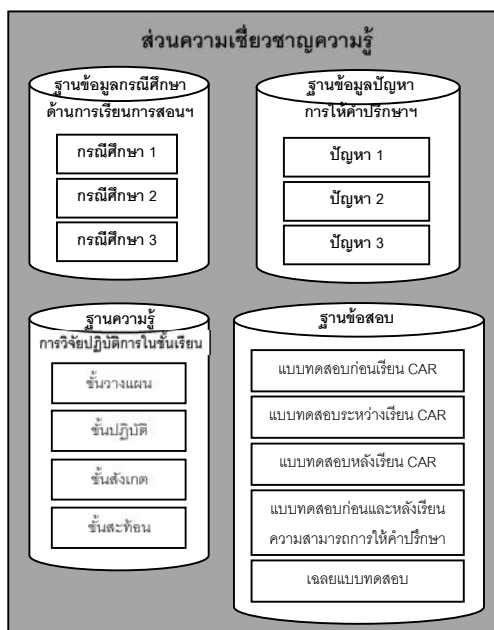 ส่วนความเชี่ยวชาญความรู้
ฐานข้อมูลกรณีศึกษา
ด้านการเรียนการสอนฯ
กรณีศึกษา 1
กรณีศึกษา 2
กรณีศึกษา 3
ฐานข้อมูลปัญหา
การให้คำปรึกษาฯ
ปัญหา 1
ปัญหา 2
ปัญหา 3
ฐานความรู้
การวิจัยปฏิบัติการในชั้นเรียน
ขั้นวางแผน
ขั้นปฏิบัติ
ขั้นสังเกต
ขั้นสะท้อน
ฐานข้อสอบ
แบบทดสอบก่อนเรียน CAR
แบบทดสอบระหว่างเรียน CAR
แบบทดสอบหลังเรียน CAR
แบบทดสอบก่อนและหลังเรียน
ความสามารถการให้คำปรึกษา
เฉลยแบบทดสอบ